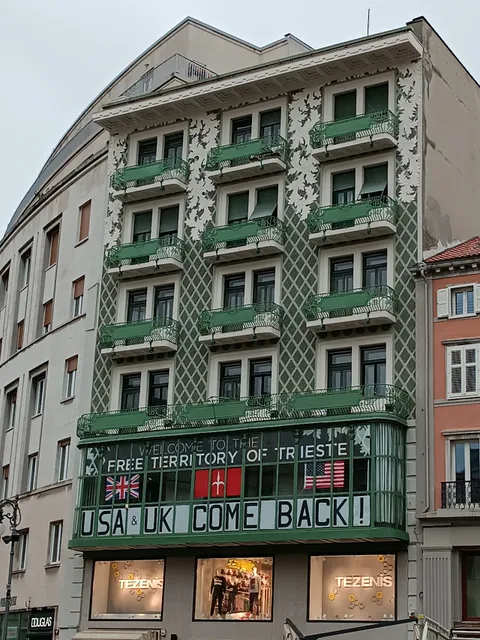 WELCOME TO THE
FREE TERRITORY OF TRIESTE
USA & UK COME BACK!
TEZENIS
TEZENIS
DOUGLAS